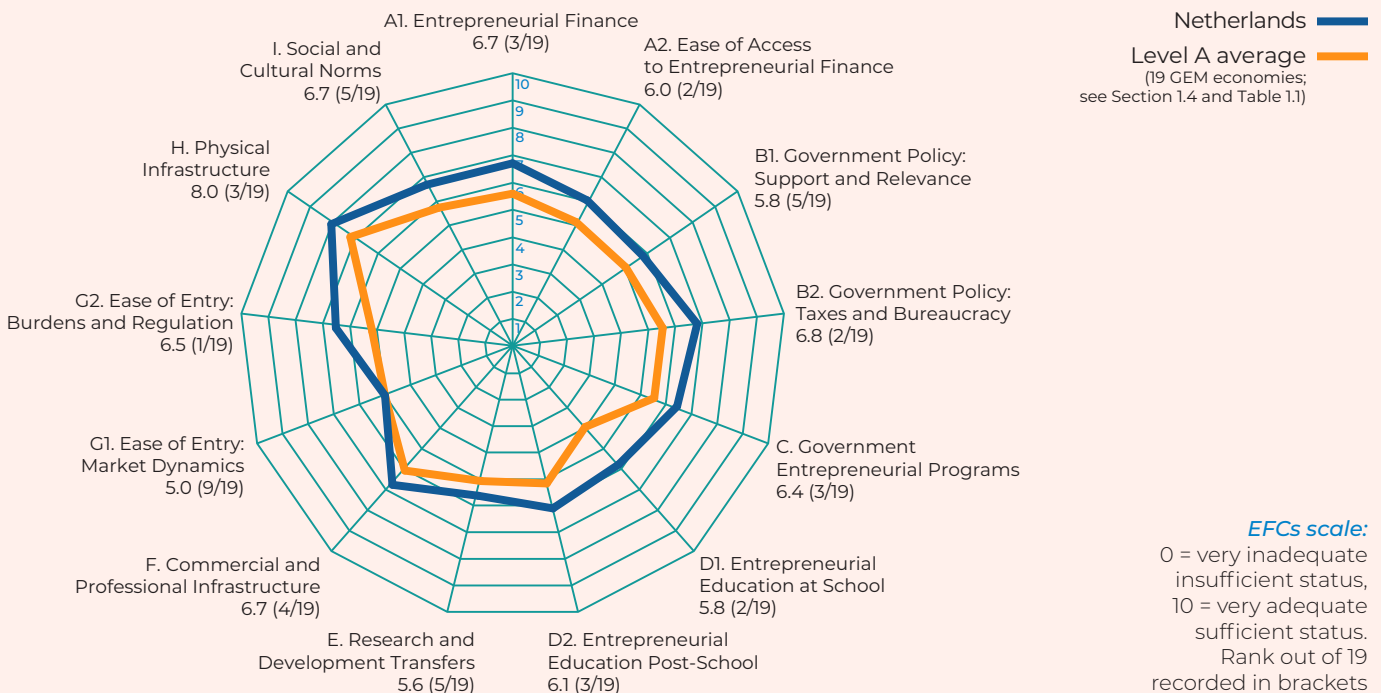 A1. Entrepreneurial Finance
6.7 (3/19)
A2. Ease of Access
to Entrepreneurial Finance
6.0 (2/19)
B1. Government Policy:
Support and Relevance
5.8 (5/19)
B2. Government Policy:
Taxes and Bureaucracy
6.8 (2/19)
C. Government
Entrepreneurial Programs
6.4 (3/19)
D1. Entrepreneurial
Education at School
5.8 (2/19)
D2. Entrepreneurial
Education Post-School
6.1 (3/19)
E. Research and
Development Transfers
5.6 (5/19)
F. Commercial and
Professional Infrastructure
6.7 (4/19)
G1. Ease of Entry:
Market Dynamics
5.0 (9/19)
G2. Ease of Entry:
Burdens and Regulation
6.5 (1/19)
H. Physical
Infrastructure
8.0 (3/19)
I. Social and
Cultural Norms
6.7 (5/19)
10
9
8
7
6
5
4
3
2
1
Netherlands
Level A average
(19 GEM economies;
see Section 1.4 and Table 1.1)
EFCs scale:
0 = very inadequate
insufficient status,
10 = very adequate
sufficient status.
Rank out of 19
recorded in brackets